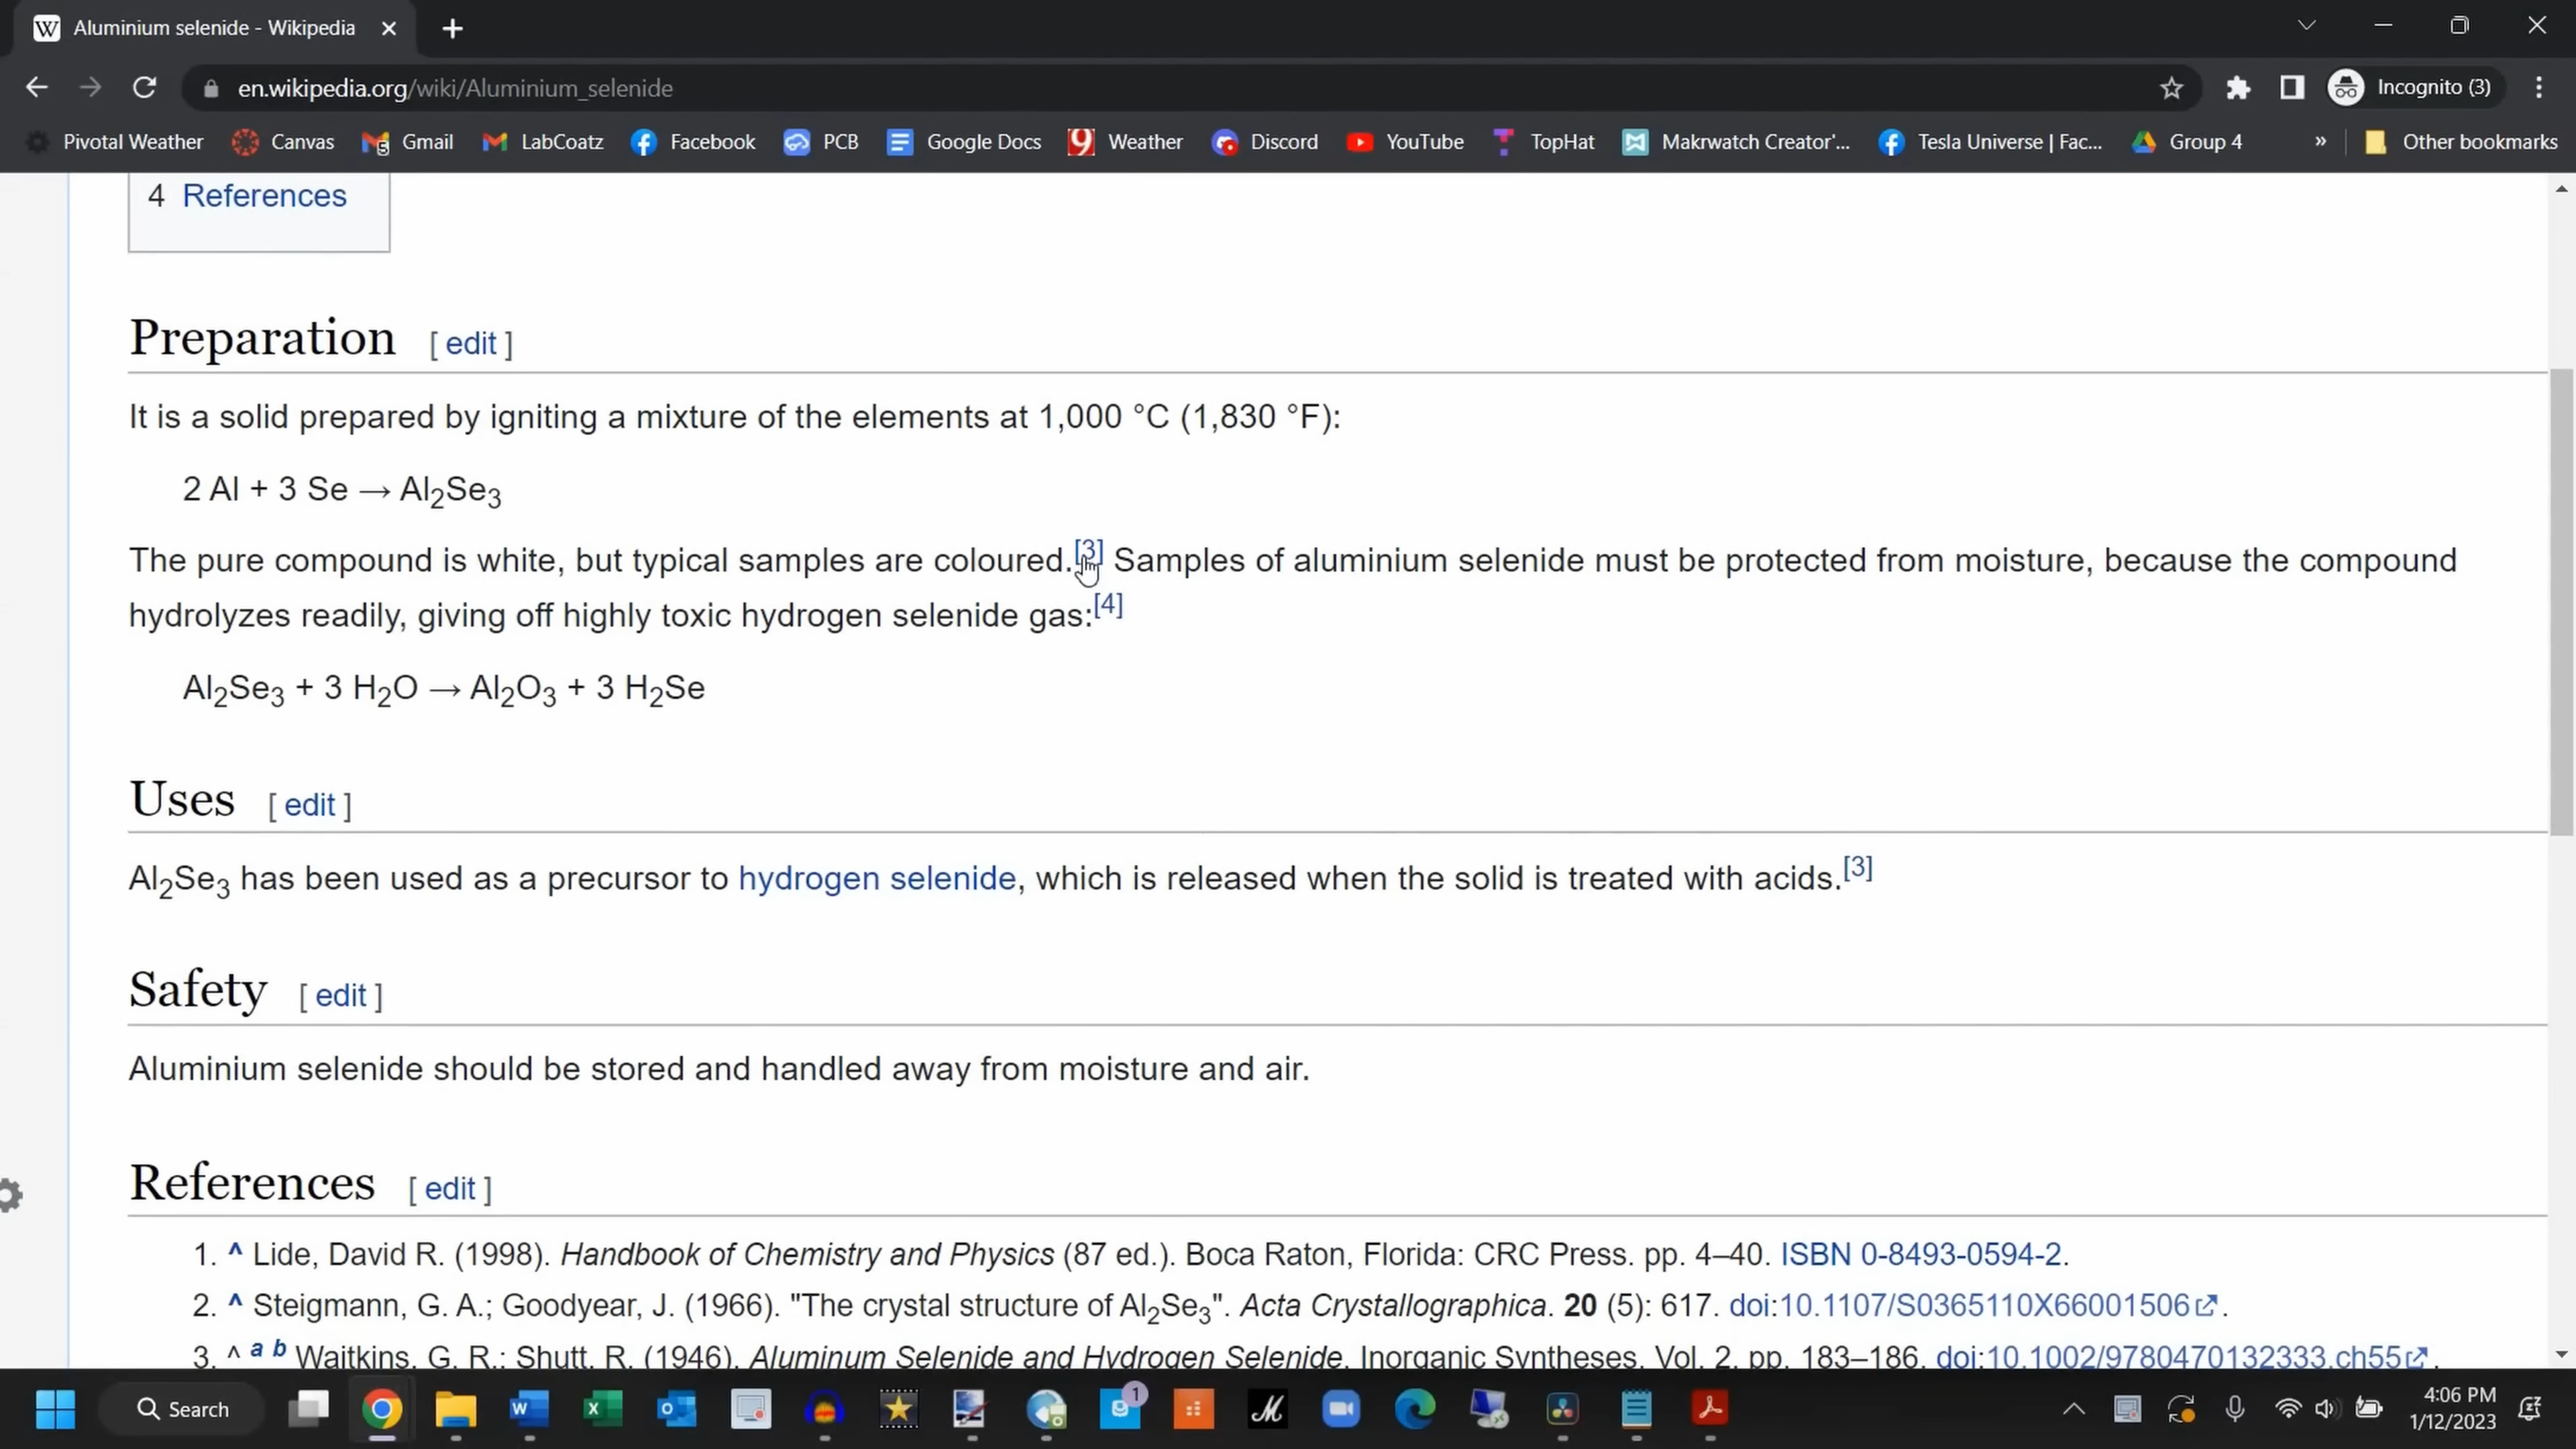 Aluminium selenide - Wikipedia
en.wikipedia.org/wiki/Aluminium_selenide
Incognito (3)
Pivotal Weather Canvas Gmail LabCoatz Facebook PCB Google Docs Weather Discord YouTube TopHat Makrwatch Creator'... Tesla Universe | Fac... Group 4 » Other bookmarks
4 References
Preparation [ edit ]
It is a solid prepared by igniting a mixture of the elements at 1,000 °C (1,830 °F):
2 Al + 3 Se → Al₂Se₃
The pure compound is white, but typical samples are coloured.[3] Samples of aluminium selenide must be protected from moisture, because the compound
hydrolyzes readily, giving off highly toxic hydrogen selenide gas:[4]
Al₂Se₃ + 3 H₂O → Al₂O₃ + 3 H₂Se
Uses [ edit ]
Al₂Se₃ has been used as a precursor to hydrogen selenide, which is released when the solid is treated with acids.[3]
Safety [ edit ]
Aluminium selenide should be stored and handled away from moisture and air.
References [ edit ]
1. ^ Lide, David R. (1998). Handbook of Chemistry and Physics (87 ed.). Boca Raton, Florida: CRC Press. pp. 4–40. ISBN 0-8493-0594-2.
2. ^ Steigmann, G. A.; Goodyear, J. (1966). "The crystal structure of Al₂Se₃". Acta Crystallographica. 20 (5): 617. doi:10.1107/S0365110X66001506.
3. ^ a b Waitkins, G. R.; Shutt, R. (1946). Aluminum Selenide and Hydrogen Selenide. Inorganic Syntheses. Vol. 2. pp. 183–186. doi:10.1002/9780470132333.ch55.
Search
1
4:06 PM
1/12/2023